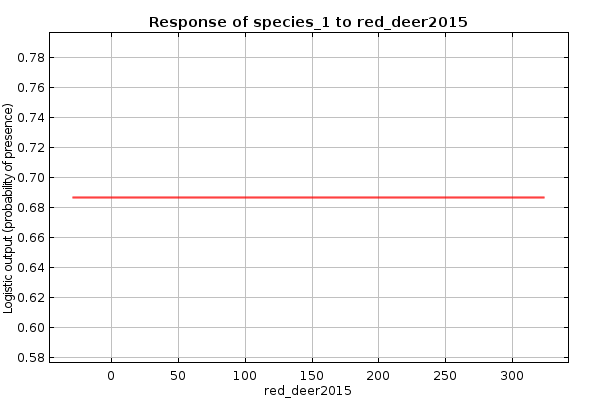 Response of species_1 to red_deer2015
Logistic output (probability of presence)
0.78
0.76
0.74
0.72
0.70
0.68
0.66
0.64
0.62
0.60
0.58
0 50 100 150 200 250 300
red_deer2015